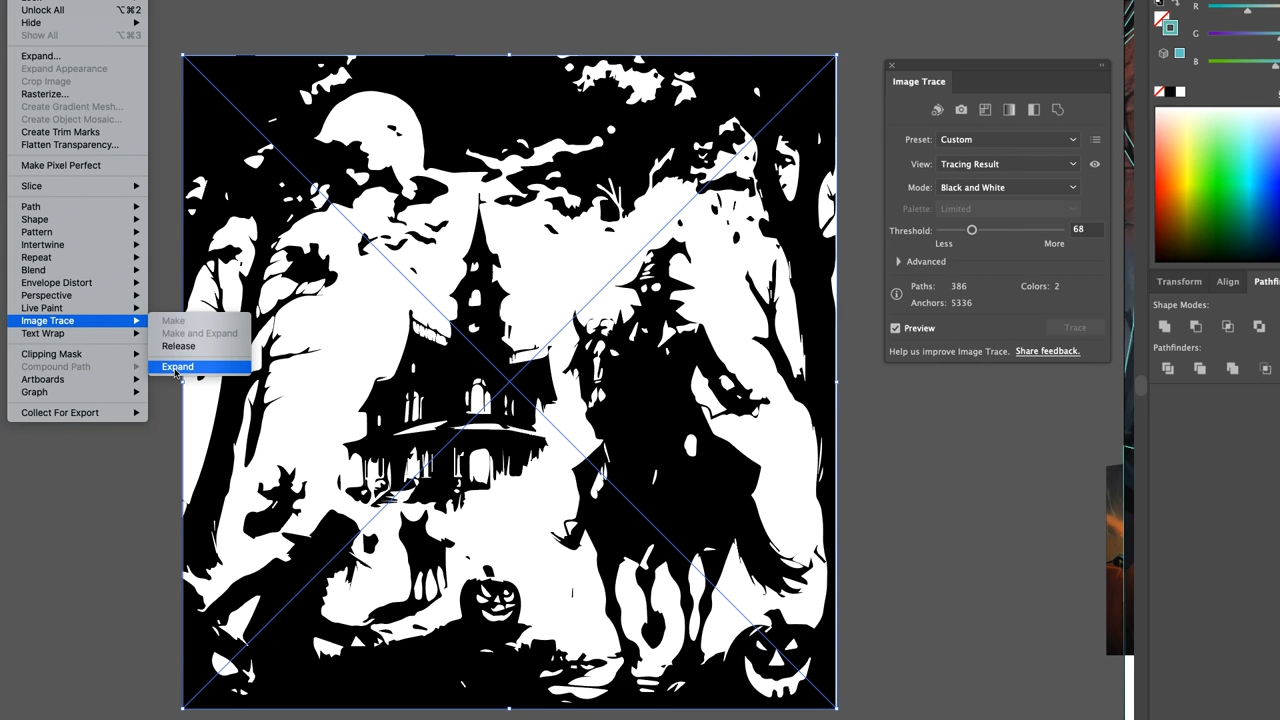 Unlock All ⌥⌘2
Hide
Show All ⌥⌘3
Expand...
Expand Appearance
Crop Image
Rasterize...
Create Gradient Mesh...
Create Object Mosaic...
Create Trim Marks
Flatten Transparency...
Make Pixel Perfect
Slice
Path
Shape
Pattern
Intertwine
Repeat
Blend
Envelope Distort
Perspective
Live Paint
Image Trace
Text Wrap
Clipping Mask
Compound Path
Artboards
Graph
Collect For Export
Make
Make and Expand
Release
Expand
Image Trace
Preset: Custom
View: Tracing Result
Mode: Black and White
Palette: Limited
Threshold: 68
Less More
Advanced
Paths: 386 Colors: 2
Anchors: 5336
Preview Trace
Help us improve Image Trace. Share feedback.
R
G
B
Transform Align Pathfi
Shape Modes:
Pathfinders: